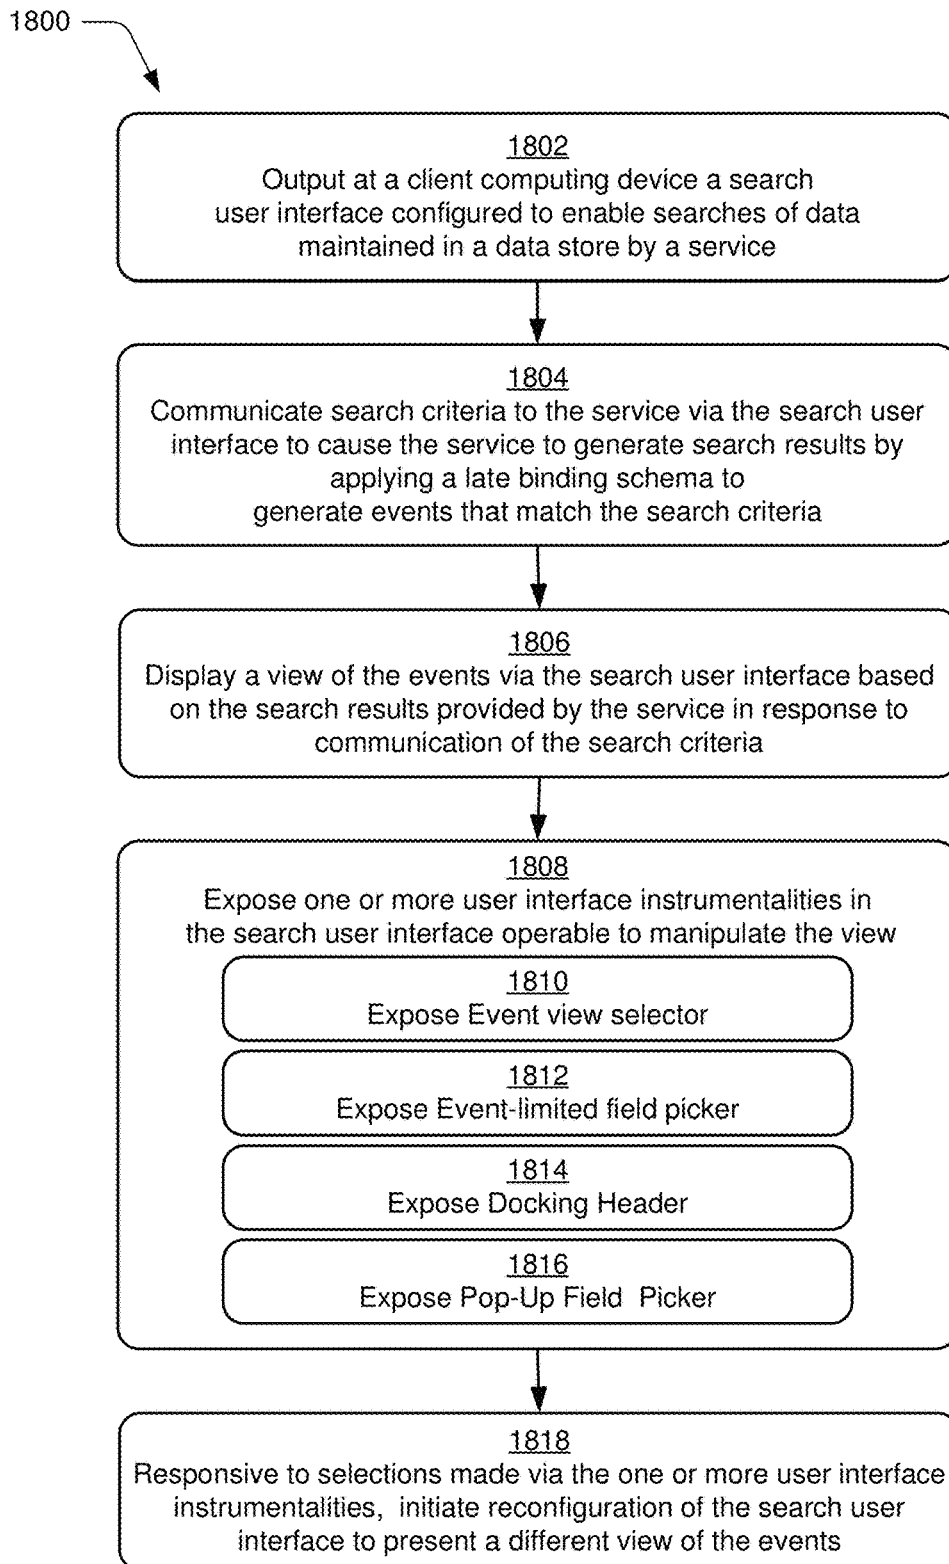 1800
1802
Output at a client computing device a search
user interface configured to enable searches of data
maintained in a data store by a service
1804
Communicate search criteria to the service via the search user
interface to cause the service to generate search results by
applying a late binding schema to
generate events that match the search criteria
1806
Display a view of the events via the search user interface based
on the search results provided by the service in response to
communication of the search criteria
1808
Expose one or more user interface instrumentalities in
the search user interface operable to manipulate the view
1810
Expose Event view selector
1812
Expose Event-limited field picker
1814
Expose Docking Header
1816
Expose Pop-Up Field Picker
1818
Responsive to selections made via the one or more user interface
instrumentalities, initiate reconfiguration of the search user
interface to present a different view of the events